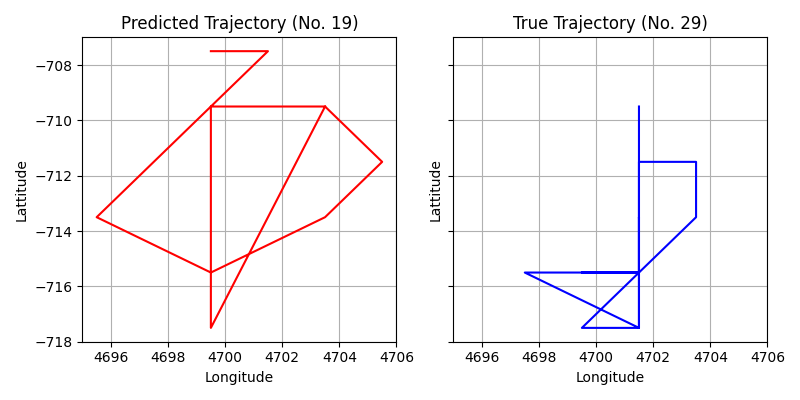 Predicted Trajectory (No. 19)
True Trajectory (No. 29)
−708
−710
−712
−714
−716
−718
Lattitude
Lattitude
4696 4698 4700 4702 4704 4706
4696 4698 4700 4702 4704 4706
Longitude
Longitude